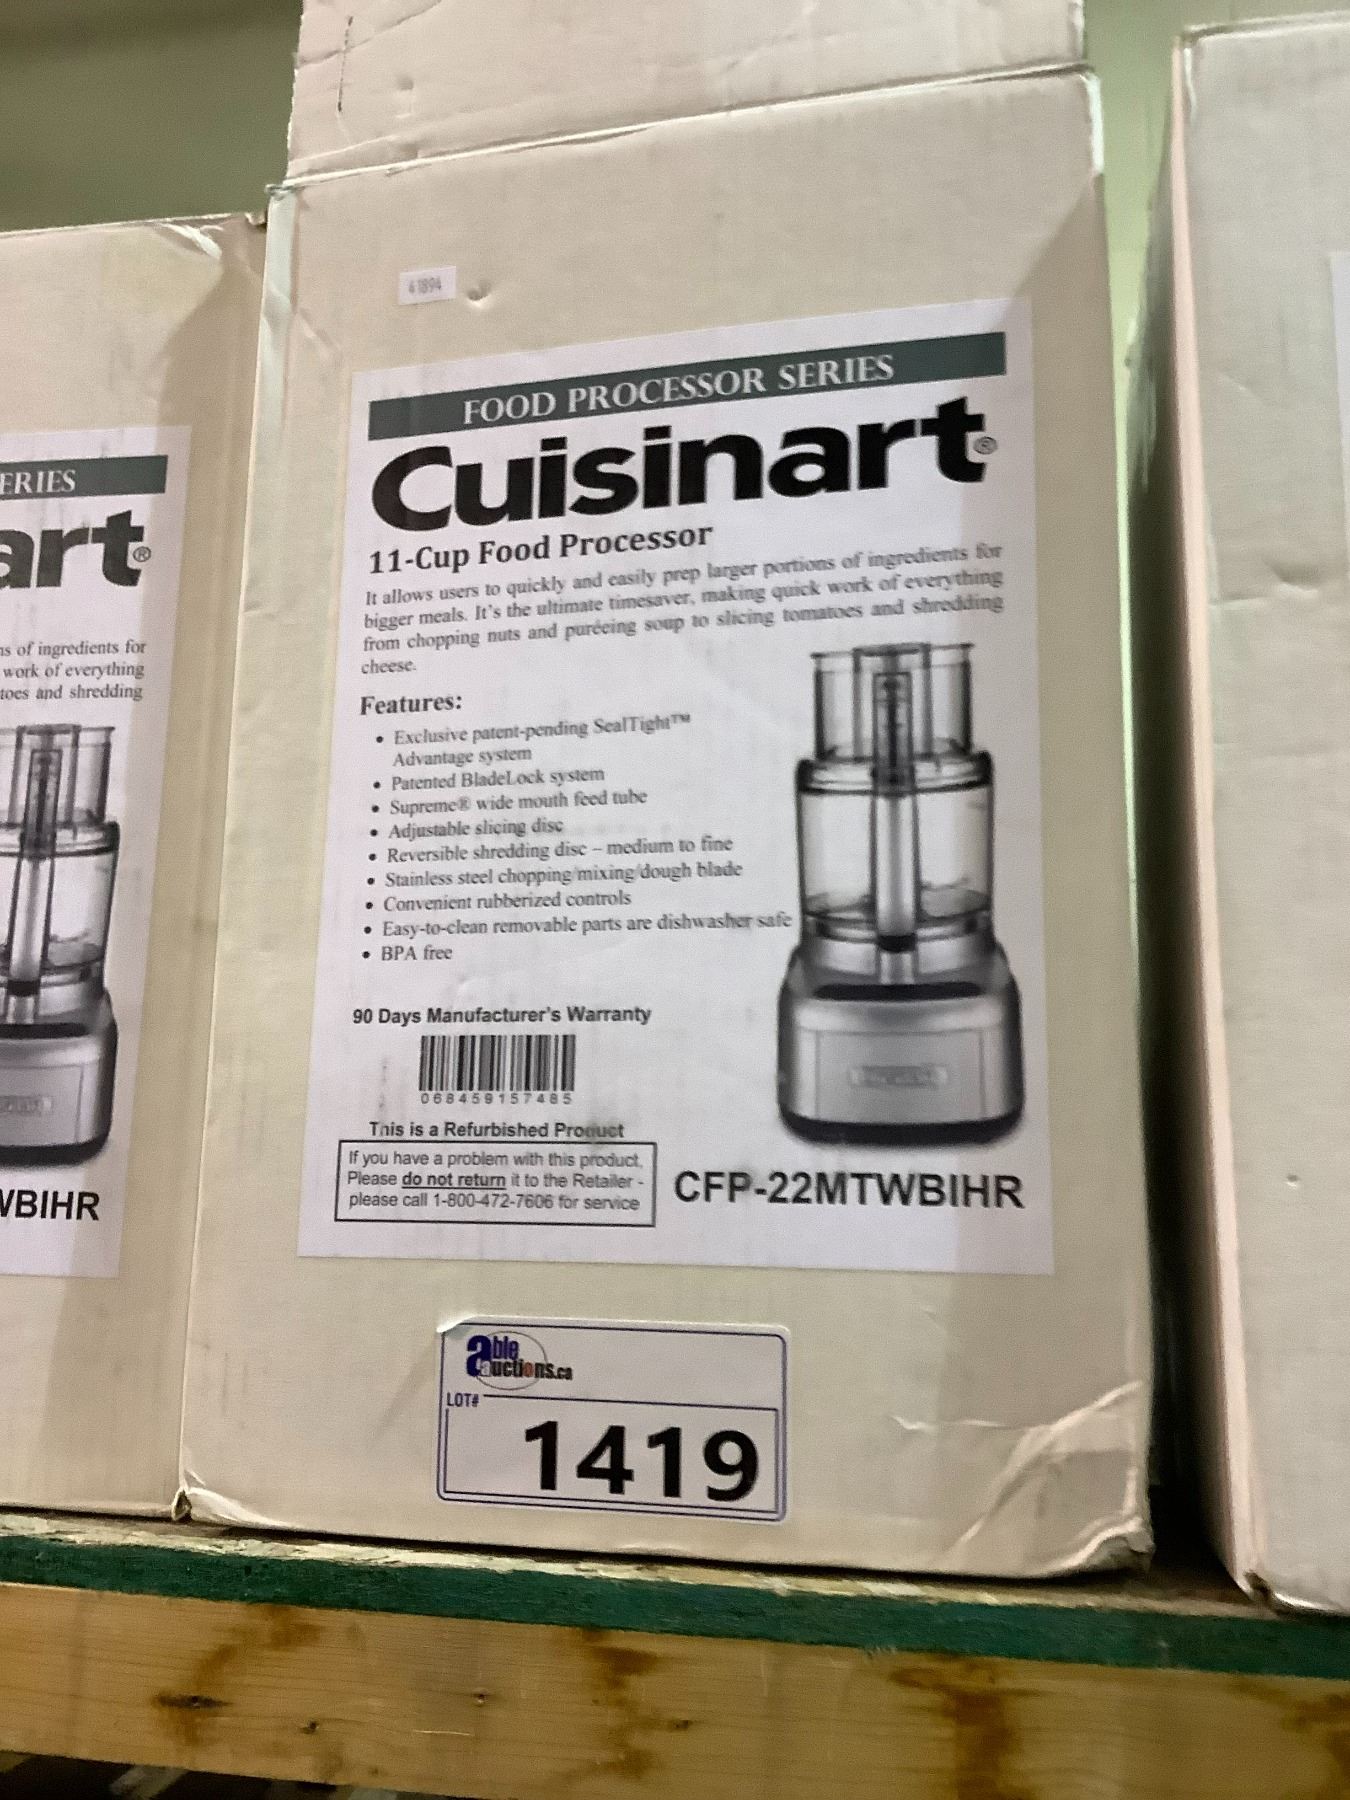 41894
FOOD PROCESSOR SERIES
Cuisinart®
11-Cup Food Processor
It allows users to quickly and easily prep larger portions of ingredients for
bigger meals. It's the ultimate timesaver, making quick work of everything
from chopping nuts and puréeing soup to slicing tomatoes and shredding
cheese.
Features:
• Exclusive patent-pending SealTight™
Advantage system
• Patented BladeLock system
• Supreme® wide mouth feed tube
• Adjustable slicing disc
• Reversible shredding disc – medium to fine
• Stainless steel chopping/mixing/dough blade
• Convenient rubberized controls
• Easy-to-clean removable parts are dishwasher safe
• BPA free
90 Days Manufacturer's Warranty
068459157485
This is a Refurbished Product
If you have a problem with this product,
Please do not return it to the Retailer -
please call 1-800-472-7606 for service
CFP-22MTWBIHR
able
auctions.ca
LOT#
1419
ERIES
art®
ns of ingredients for
work of everything
toes and shredding
WBIHR